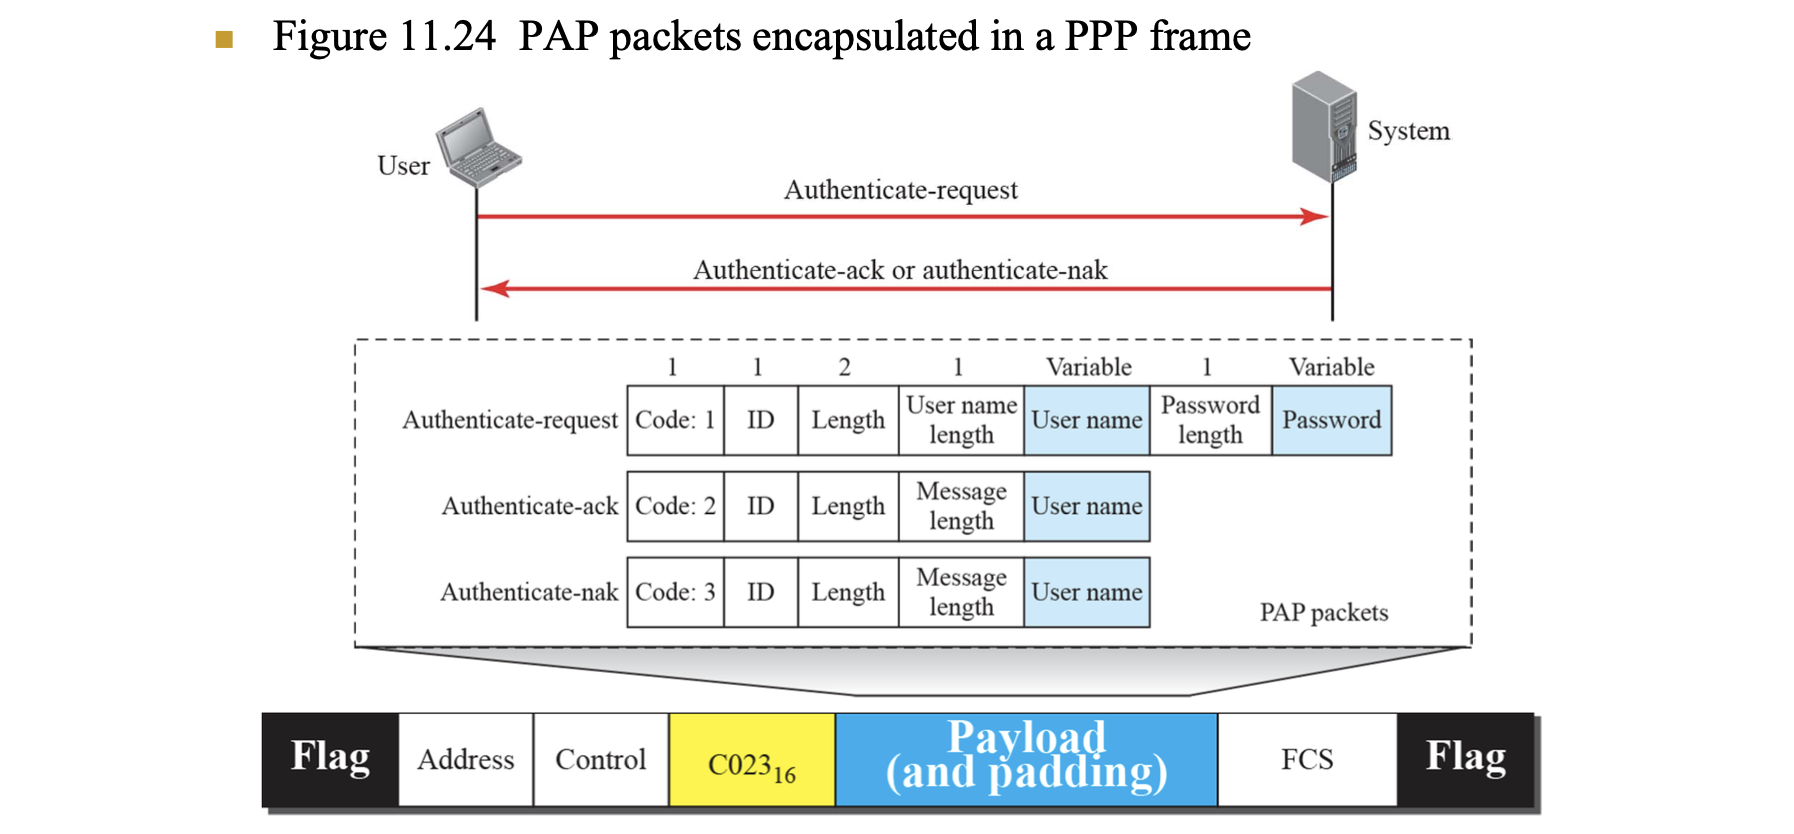 Figure 11.24 PAP packets encapsulated in a PPP frame
System
User
Authenticate-request
Authenticate-ack or authenticate-nak
1 1 2 1 Variable 1 Variable
Authenticate-request Code: 1 ID Length User name length User name Password length Password
Authenticate-ack Code: 2 ID Length Message length User name
Authenticate-nak Code: 3 ID Length Message length User name
PAP packets
Flag Address Control C023₁₆ Payload (and padding) FCS Flag